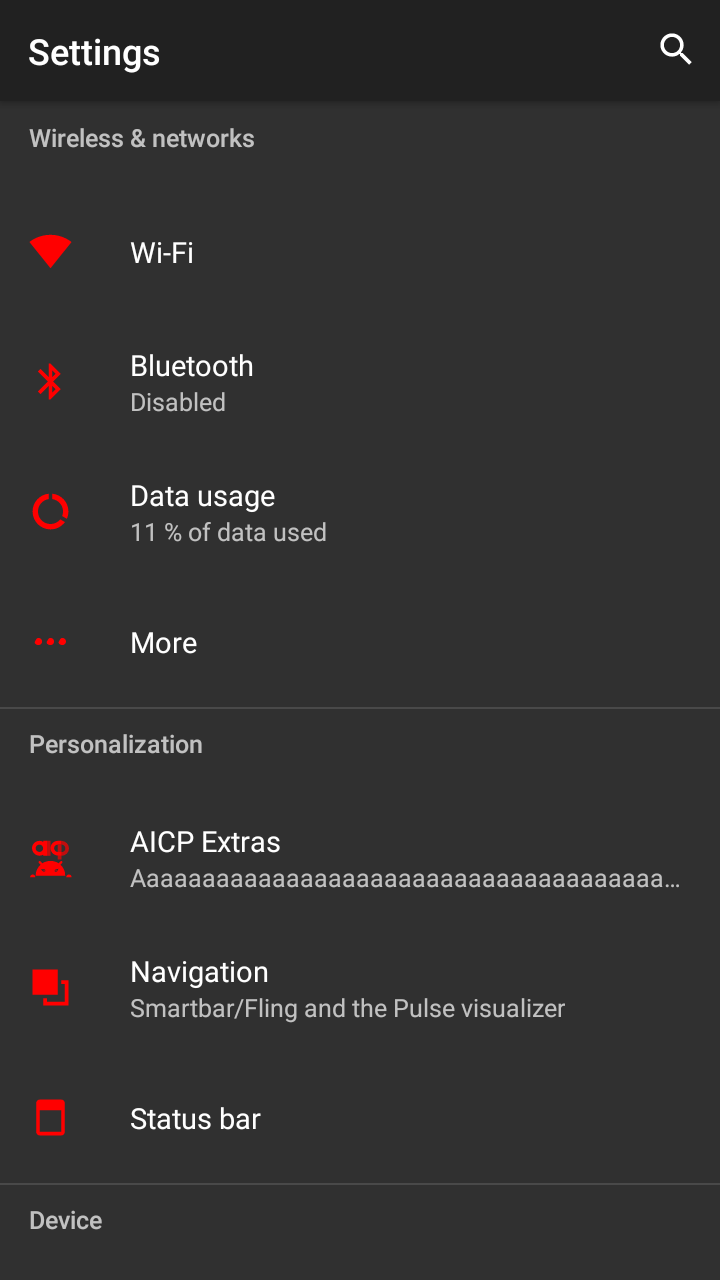 Settings
Wireless & networks
Wi-Fi
Bluetooth
Disabled
Data usage
11 % of data used
More
Personalization
AICP Extras
Aaaaaaaaaaaaaaaaaaaaaaaaaaaaaaaaaaaaaa…
Navigation
Smartbar/Fling and the Pulse visualizer
Status bar
Device